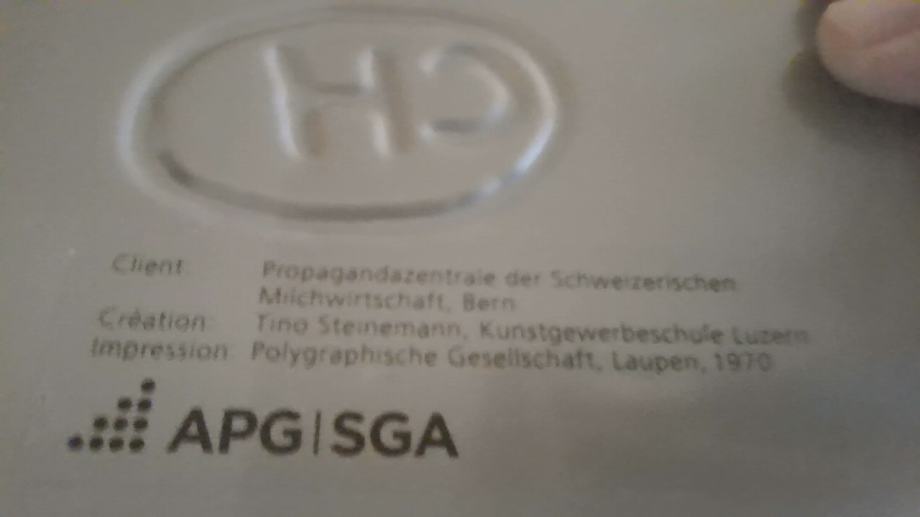 CH
Client: Propagandazentrale der Schweizerischen
Milchwirtschaft, Bern
Création: Tino Steinemann, Kunstgewerbeschule Luzern
Impression: Polygraphische Gesellschaft, Laupen, 1970
APG|SGA